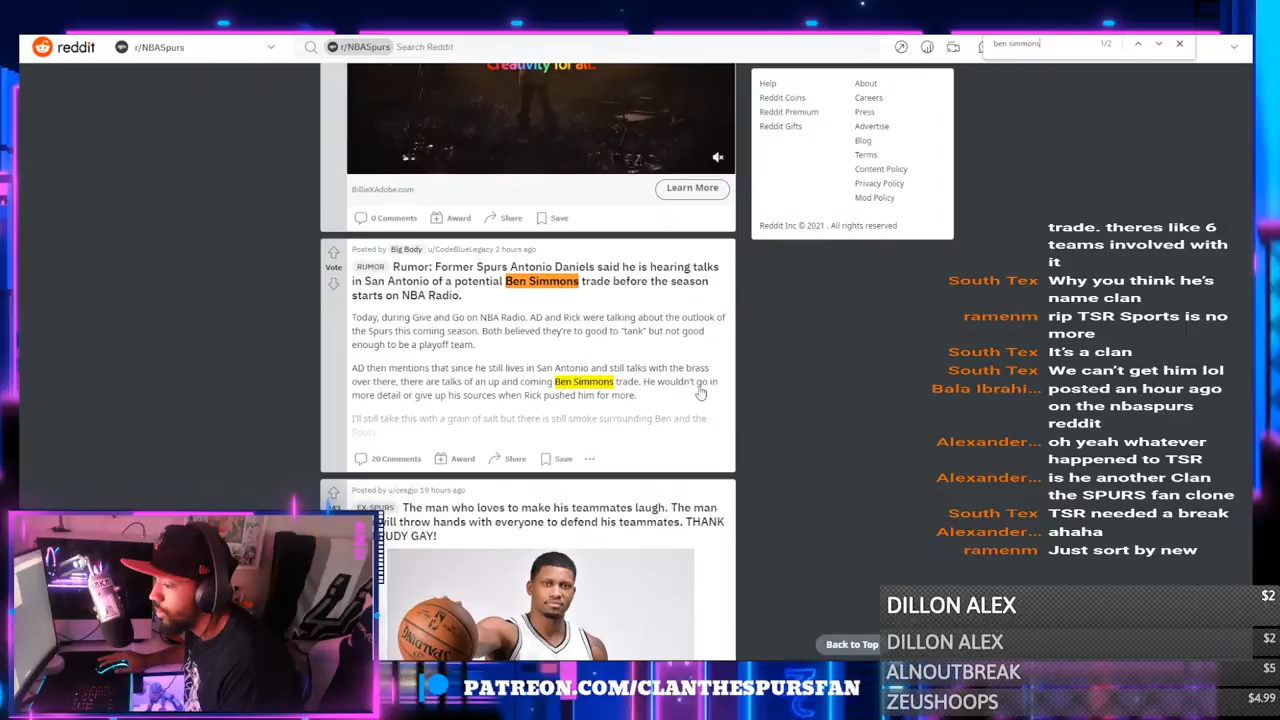 reddit
r/NBASpurs
r/NBASpurs Search Reddit
ben simmons 1/2
Creativity for all.
BillieXAdobe.com
Learn More
0 Comments Award Share Save
Posted by Big Body u/CodeBlueLegacy 2 hours ago
Vote
RUMOR Rumor: Former Spurs Antonio Daniels said he is hearing talks
in San Antonio of a potential Ben Simmons trade before the season
starts on NBA Radio.
Today, during Give and Go on NBA Radio. AD and Rick were talking about the outlook of
the Spurs this coming season. Both believed they're to good to "tank" but not good
enough to be a playoff team.
AD then mentions that since he still lives in San Antonio and still talks with the brass
over there, there are talks of an up and coming Ben Simmons trade. He wouldn't go in
more detail or give up his sources when Rick pushed him for more.
I'll still take this with a grain of salt but there is still smoke surrounding Ben and the
Spurs.
20 Comments Award Share Save ...
Posted by u/cesgjo 19 hours ago
EX-SPURS The man who loves to make his teammates laugh. The man
will throw hands with everyone to defend his teammates. THANK
UDY GAY!
SPALDING
Help
Reddit Coins
Reddit Premium
Reddit Gifts
About
Careers
Press
Advertise
Blog
Terms
Content Policy
Privacy Policy
Mod Policy
Reddit Inc © 2021 . All rights reserved
Back to Top
trade. theres like 6
teams involved with
it
South Tex Why you think he's
name clan
ramenm rip TSR Sports is no
more
South Tex It's a clan
South Tex We can't get him lol
Bala Ibrahi... posted an hour ago
on the nbaspurs
reddit
Alexander... oh yeah whatever
happened to TSR
Alexander... is he another Clan
the SPURS fan clone
South Tex TSR needed a break
Alexander... ahaha
ramenm Just sort by new
DILLON ALEX $2
DILLON ALEX $2
ALNOUTBREAK $5
ZEUSHOOPS $4.99
PATREON.COM/CLANTHESPURSFAN